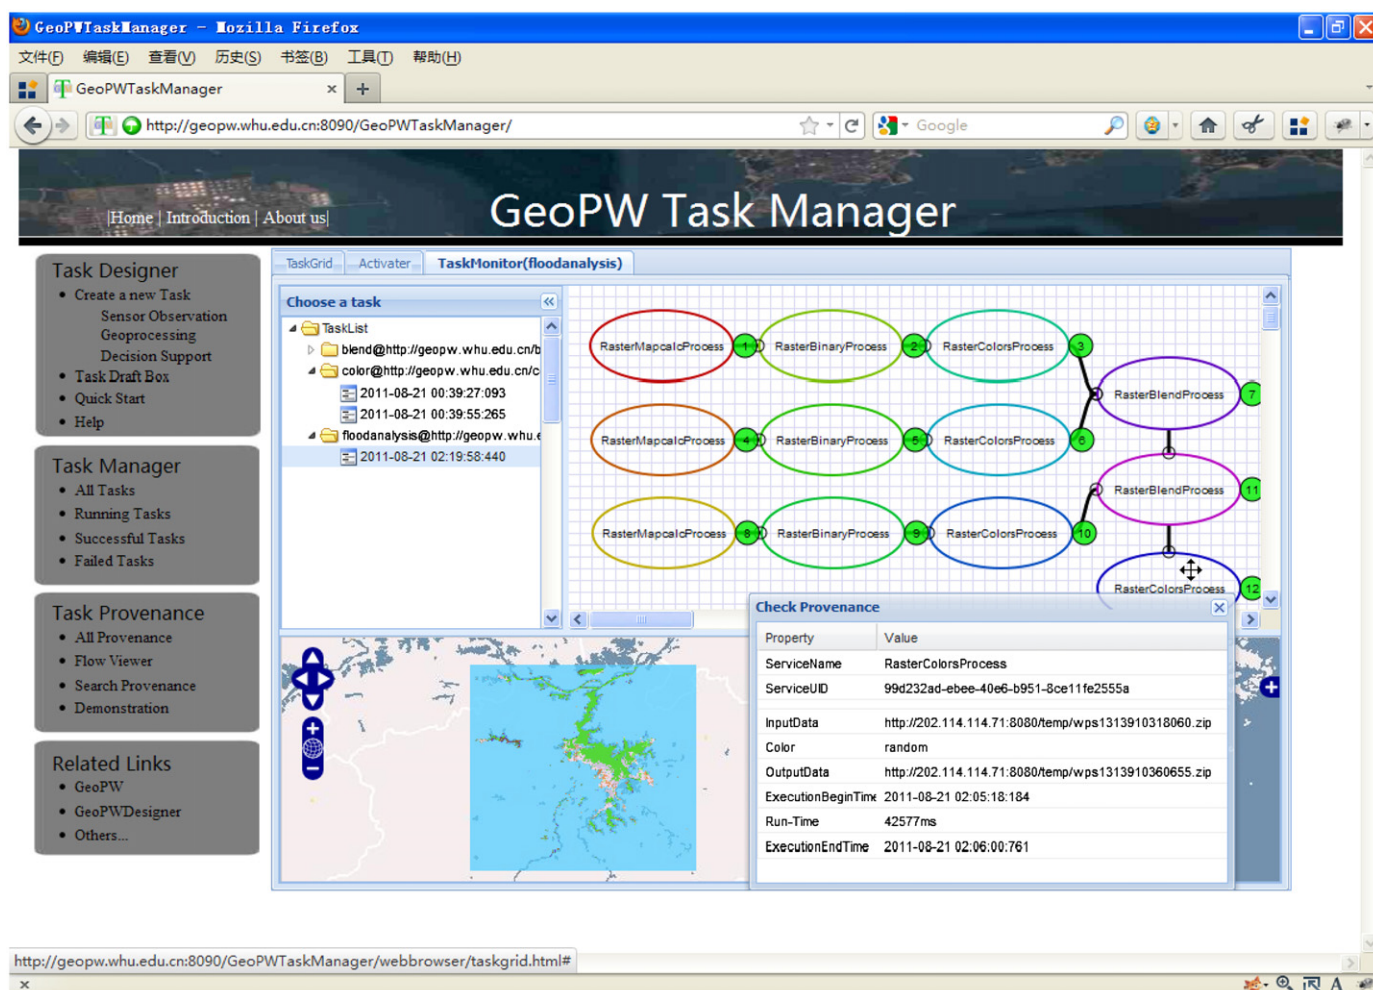 GeoPWTaskManager - Mozilla Firefox
文件(F) 编辑(E) 查看(V) 历史(S) 书签(B) 工具(T) 帮助(H)
GeoPWTaskManager
http://geopw.whu.edu.cn:8090/GeoPWTaskManager/
Google
|Home | Introduction | About us|
GeoPW Task Manager
Task Designer
Create a new Task
Sensor Observation
Geoprocessing
Decision Support
Task Draft Box
Quick Start
Help
Task Manager
All Tasks
Running Tasks
Successful Tasks
Failed Tasks
Task Provenance
All Provenance
Flow Viewer
Search Provenance
Demonstration
Related Links
GeoPW
GeoPWDesigner
Others...
TaskGrid Activater TaskMonitor(floodanalysis)
Choose a task
TaskList
blend@http://geopw.whu.edu.cn/b
color@http://geopw.whu.edu.cn/c
2011-08-21 00:39:27:093
2011-08-21 00:39:55:265
floodanalysis@http://geopw.whu.e
2011-08-21 02:19:58:440
RasterMapcalcProcess 1 RasterBinaryProcess 2 RasterColorsProcess 3
RasterBlendProcess 7
RasterMapcalcProcess 4 RasterBinaryProcess 5 RasterColorsProcess 6
RasterBlendProcess 11
RasterMapcalcProcess 8 RasterBinaryProcess 9 RasterColorsProcess 10
RasterColorsProcess 12
Check Provenance
Property Value
ServiceName RasterColorsProcess
ServiceUID 99d232ad-ebee-40e6-b951-8ce11fe2555a
InputData http://202.114.114.71:8080/temp/wps1313910318060.zip
Color random
OutputData http://202.114.114.71:8080/temp/wps1313910360655.zip
ExecutionBeginTime 2011-08-21 02:05:18:184
Run-Time 42577ms
ExecutionEndTime 2011-08-21 02:06:00:761
http://geopw.whu.edu.cn:8090/GeoPWTaskManager/webbrowser/taskgrid.html#